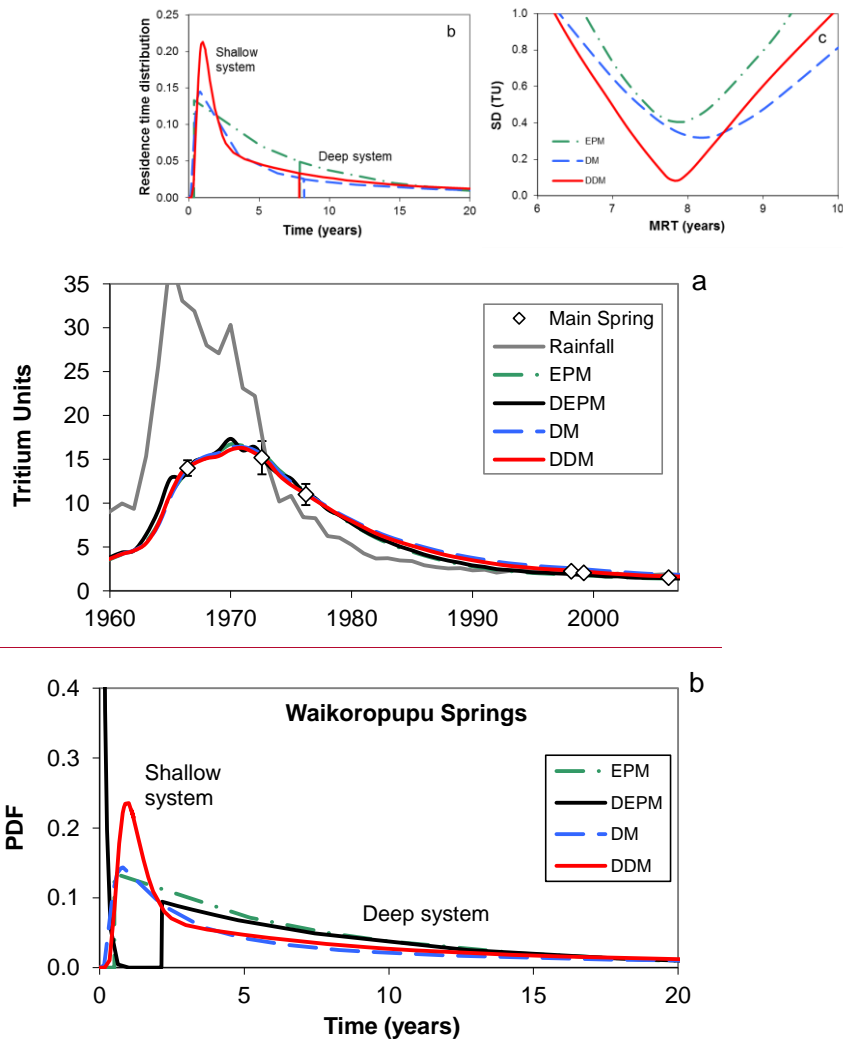 b
0.25
0.20
0.15
0.10
0.05
0.00
Residence time distribution
Shallow
system
Deep system
0
5
10
15
20
Time (years)
c
1.0
0.8
0.6
0.4
0.2
0.0
SD (TU)
EPM
DM
DDM
6
7
8
9
10
MRT (years)
a
35
30
25
20
15
10
5
0
Tritium Units
Main Spring
Rainfall
EPM
DEPM
DM
DDM
1960
1970
1980
1990
2000
b
0.4
0.3
0.2
0.1
0.0
PDF
Waikoropupu Springs
Shallow
system
Deep system
EPM
DEPM
DM
DDM
0
5
10
15
20
Time (years)